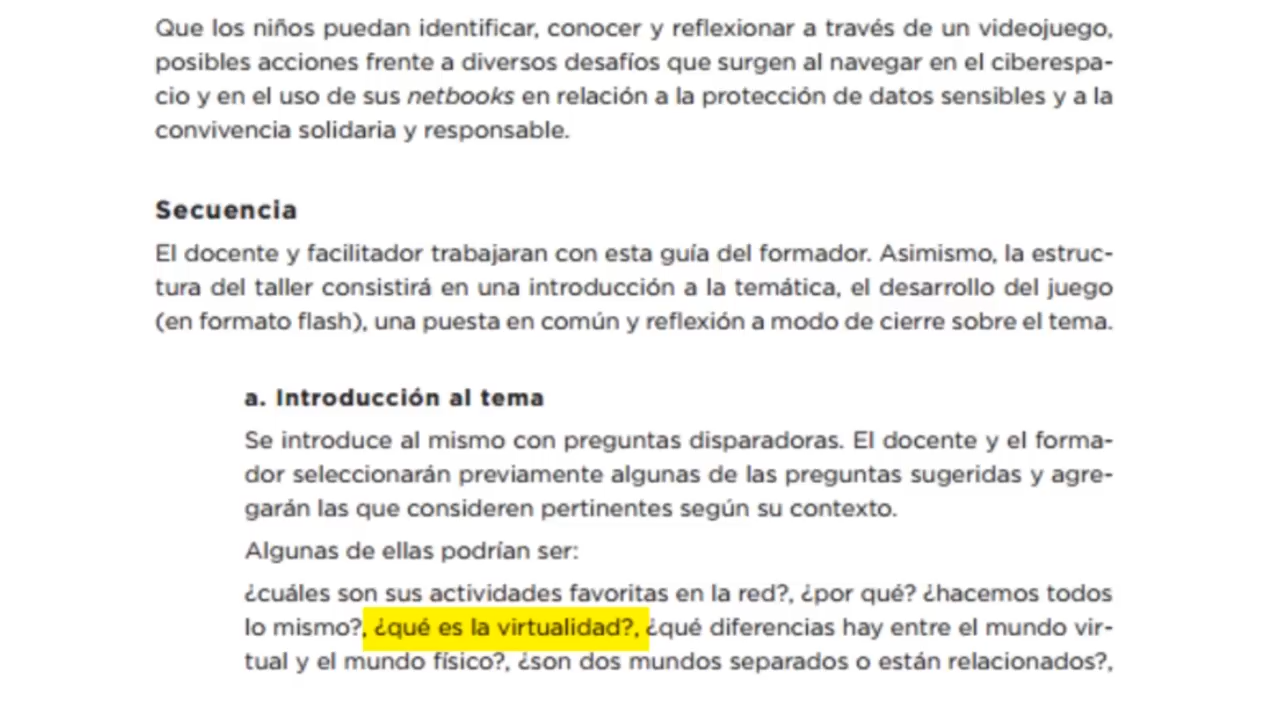 Que los niños puedan identificar, conocer y reflexionar a través de un videojuego,
posibles acciones frente a diversos desafíos que surgen al navegar en el ciberespa-
cio y en el uso de sus netbooks en relación a la protección de datos sensibles y a la
convivencia solidaria y responsable.
Secuencia
El docente y facilitador trabajaran con esta guía del formador. Asimismo, la estruc-
tura del taller consistirá en una introducción a la temática, el desarrollo del juego
(en formato flash), una puesta en común y reflexión a modo de cierre sobre el tema.
a. Introducción al tema
Se introduce al mismo con preguntas disparadoras. El docente y el forma-
dor seleccionarán previamente algunas de las preguntas sugeridas y agre-
garán las que consideren pertinentes según su contexto.
Algunas de ellas podrían ser:
¿cuáles son sus actividades favoritas en la red?, ¿por qué? ¿hacemos todos
lo mismo?, ¿qué es la virtualidad?, ¿qué diferencias hay entre el mundo vir-
tual y el mundo físico?, ¿son dos mundos separados o están relacionados?,